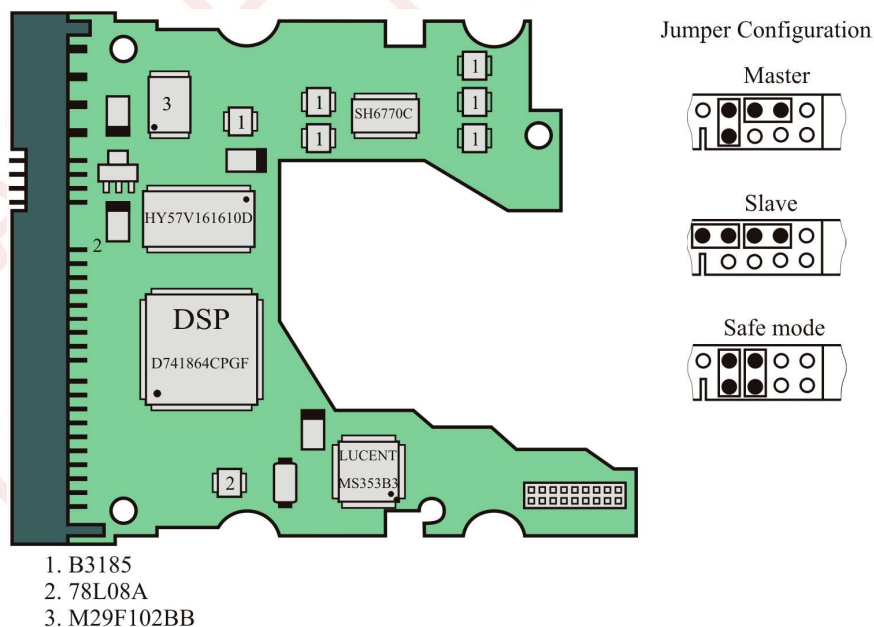 Jumper Configuration
Master
Slave
Safe mode
3
1
1
1
SH6770C
1
1
1
HY57V161610D
2
DSP
D741864CPGF
LUCENT
MS353B3
2
1. B3185
2. 78L08A
3. M29F102BB